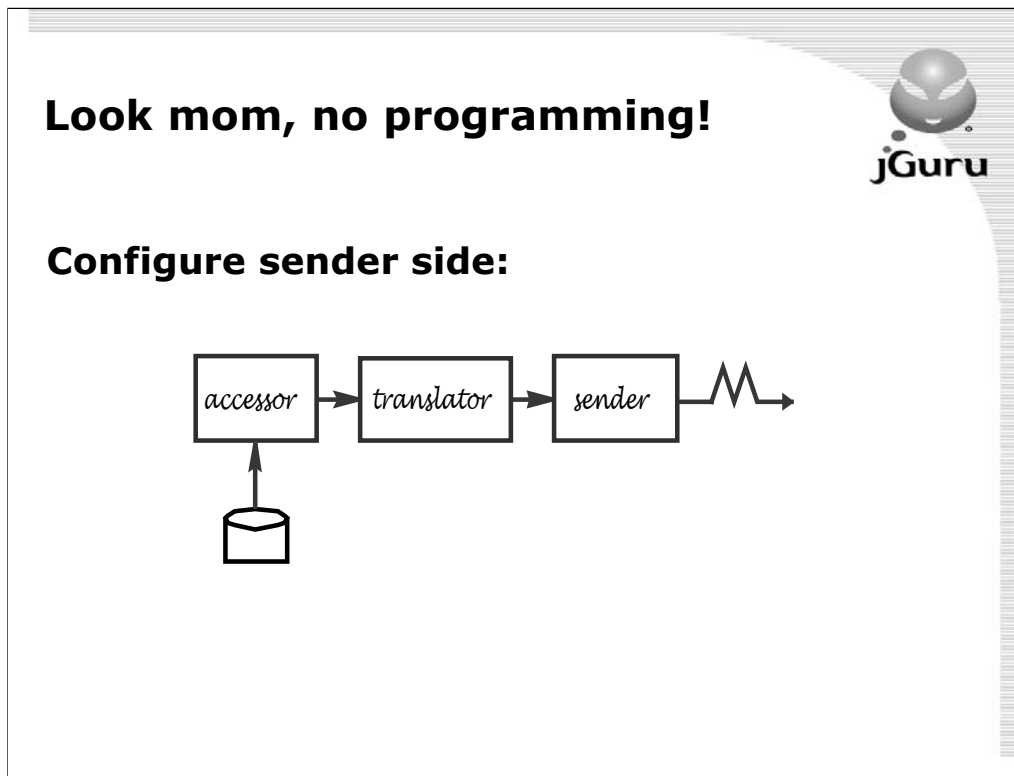 Look mom, no programming!
jGuru
Configure sender side:
accessor
translator
sender